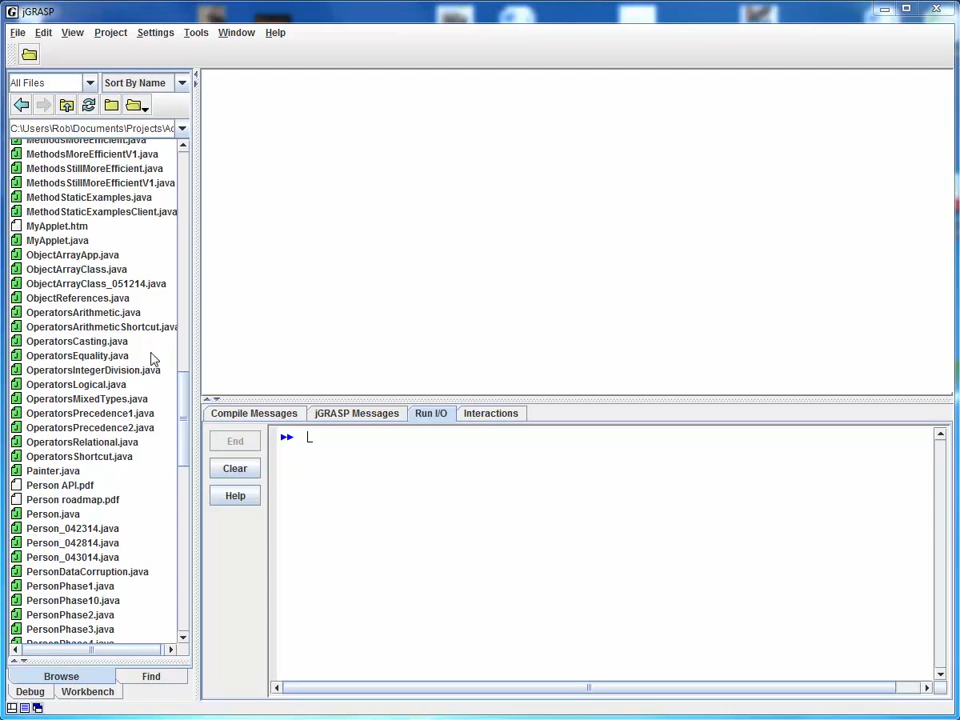 jGRASP
File Edit View Project Settings Tools Window Help
All Files Sort By Name
C:\Users\Rob\Documents\Projects\Ac
MethodsMoreEfficient.java
MethodsMoreEfficientV1.java
MethodsStillMoreEfficient.java
MethodsStillMoreEfficientV1.java
MethodStaticExamples.java
MethodStaticExamplesClient.java
MyApplet.htm
MyApplet.java
ObjectArrayApp.java
ObjectArrayClass.java
ObjectArrayClass_051214.java
ObjectReferences.java
OperatorsArithmetic.java
OperatorsArithmeticShortcut.java
OperatorsCasting.java
OperatorsEquality.java
OperatorsIntegerDivision.java
OperatorsLogical.java
OperatorsMixedTypes.java
OperatorsPrecedence1.java
OperatorsPrecedence2.java
OperatorsRelational.java
OperatorsShortcut.java
Painter.java
Person API.pdf
Person roadmap.pdf
Person.java
Person_042314.java
Person_042814.java
Person_043014.java
PersonDataCorruption.java
PersonPhase1.java
PersonPhase10.java
PersonPhase2.java
PersonPhase3.java
PersonPhase4.java
Browse Find
Debug Workbench
Compile Messages jGRASP Messages Run I/O Interactions
End
Clear
Help